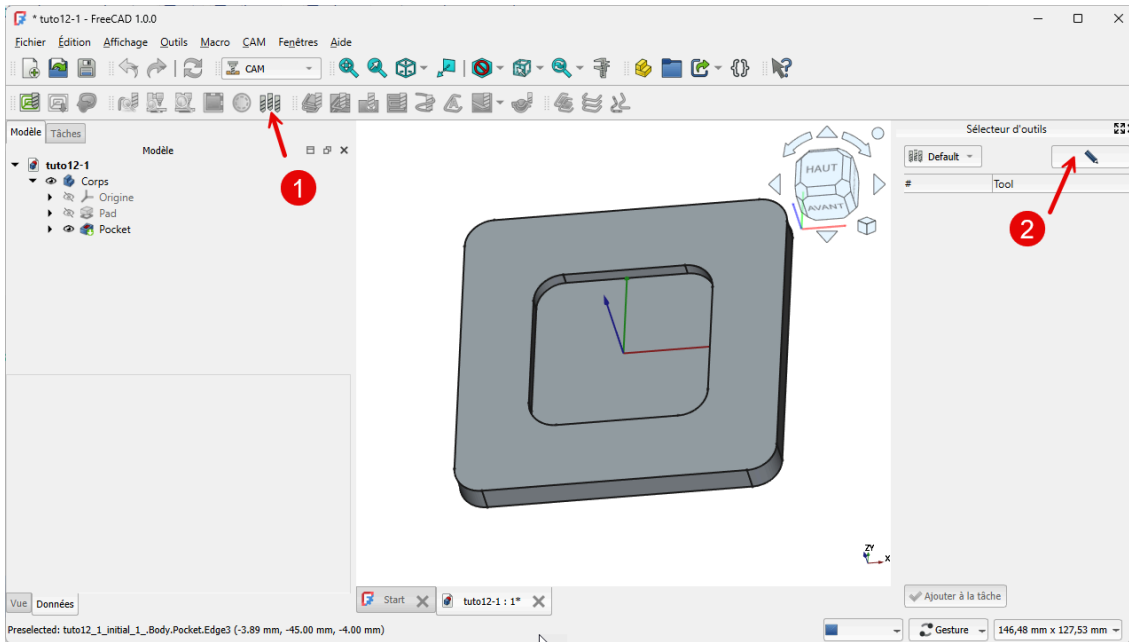 * tuto12-1 - FreeCAD 1.0.0
Fichier Édition Affichage Outils Macro CAM Fenêtres Aide
CAM
1
Modèle Tâches
Modèle
tuto12-1
Corps
Origine
Pad
Pocket
HAUT
AVANT
Sélecteur d'outils
Default
# Tool
2
ZY
X
Vue Données
Start tuto12-1 : 1*
Ajouter à la tâche
Preselected: tuto12_1_initial_1_.Body.Pocket.Edge3 (-3.89 mm, -45.00 mm, -4.00 mm)
Gesture 146,48 mm x 127,53 mm